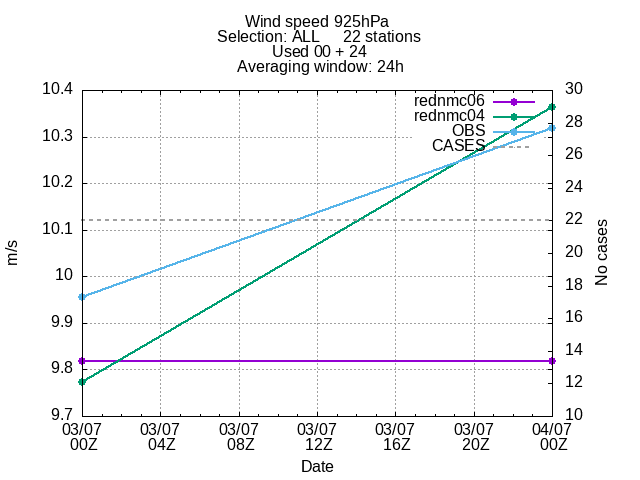 Wind speed 925hPa
Selection: ALL 22 stations
Used 00 + 24
Averaging window: 24h
10.4
10.3
10.2
10.1
10
9.9
9.8
9.7
m/s
30
28
26
24
22
20
18
16
14
12
10
No cases
rednmc06
rednmc04
OBS
CASES
03/07 03/07 03/07 03/07 03/07 03/07 04/07
00Z 04Z 08Z 12Z 16Z 20Z 00Z
Date